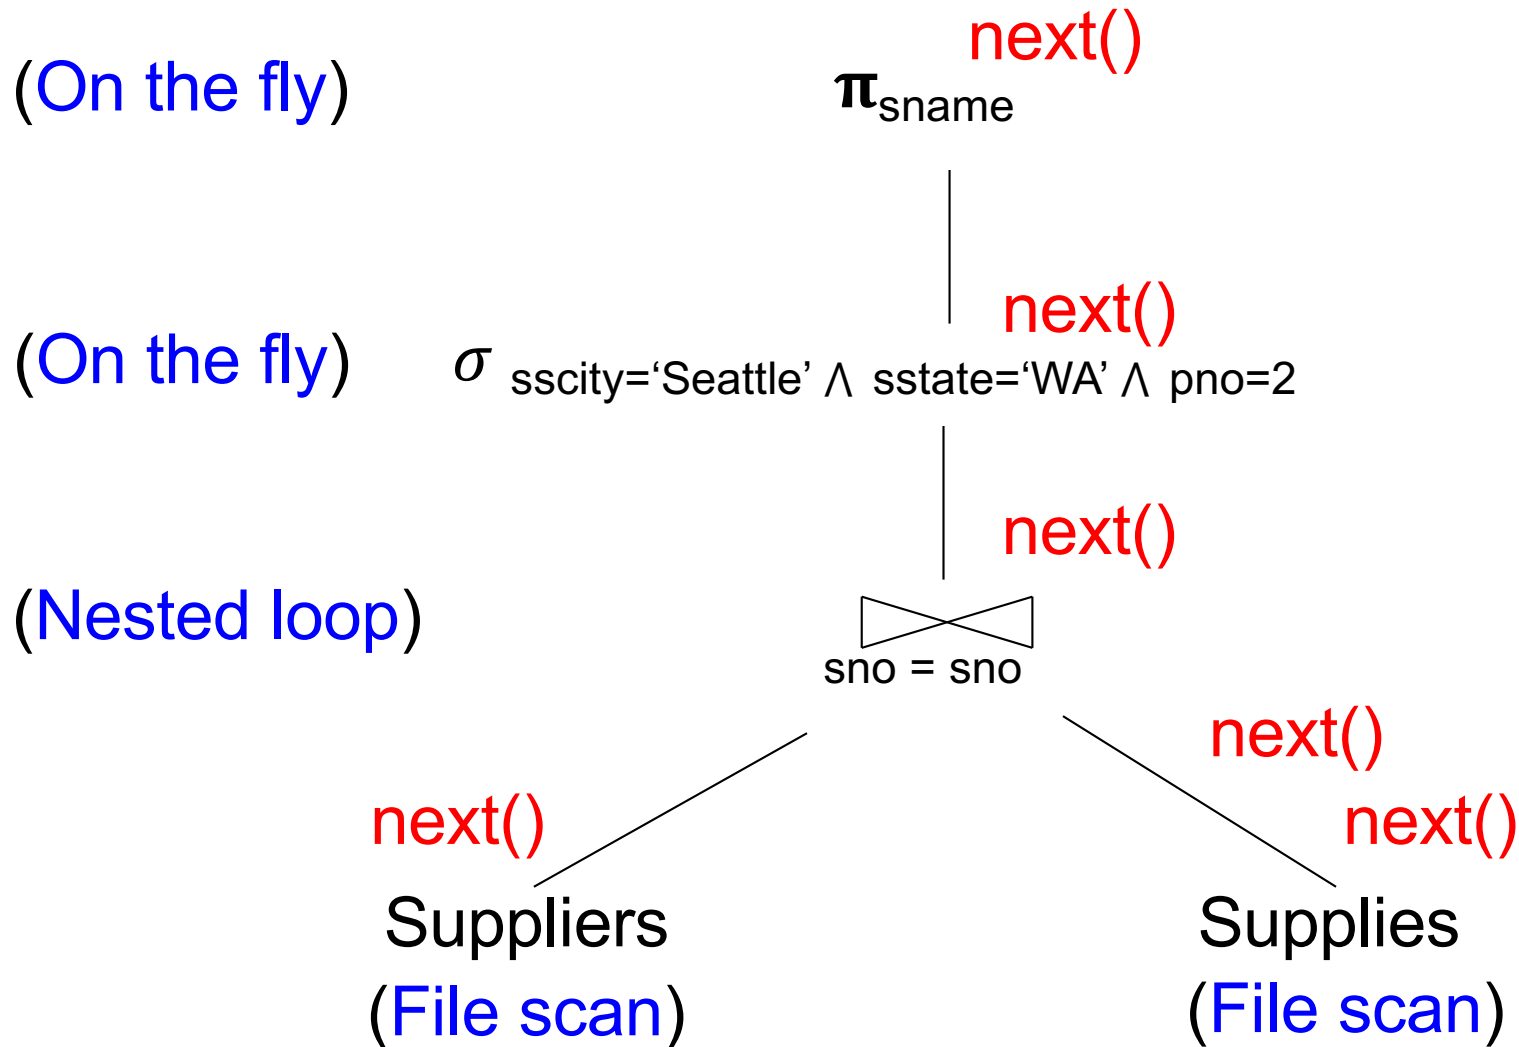 next()
(On the fly) 𝛑sname
next()
(On the fly) σ sscity=‘Seattle’ ∧ sstate=‘WA’ ∧ pno=2
next()
(Nested loop)
sno = sno
next()
next() next()
Suppliers Supplies
(File scan) (File scan)